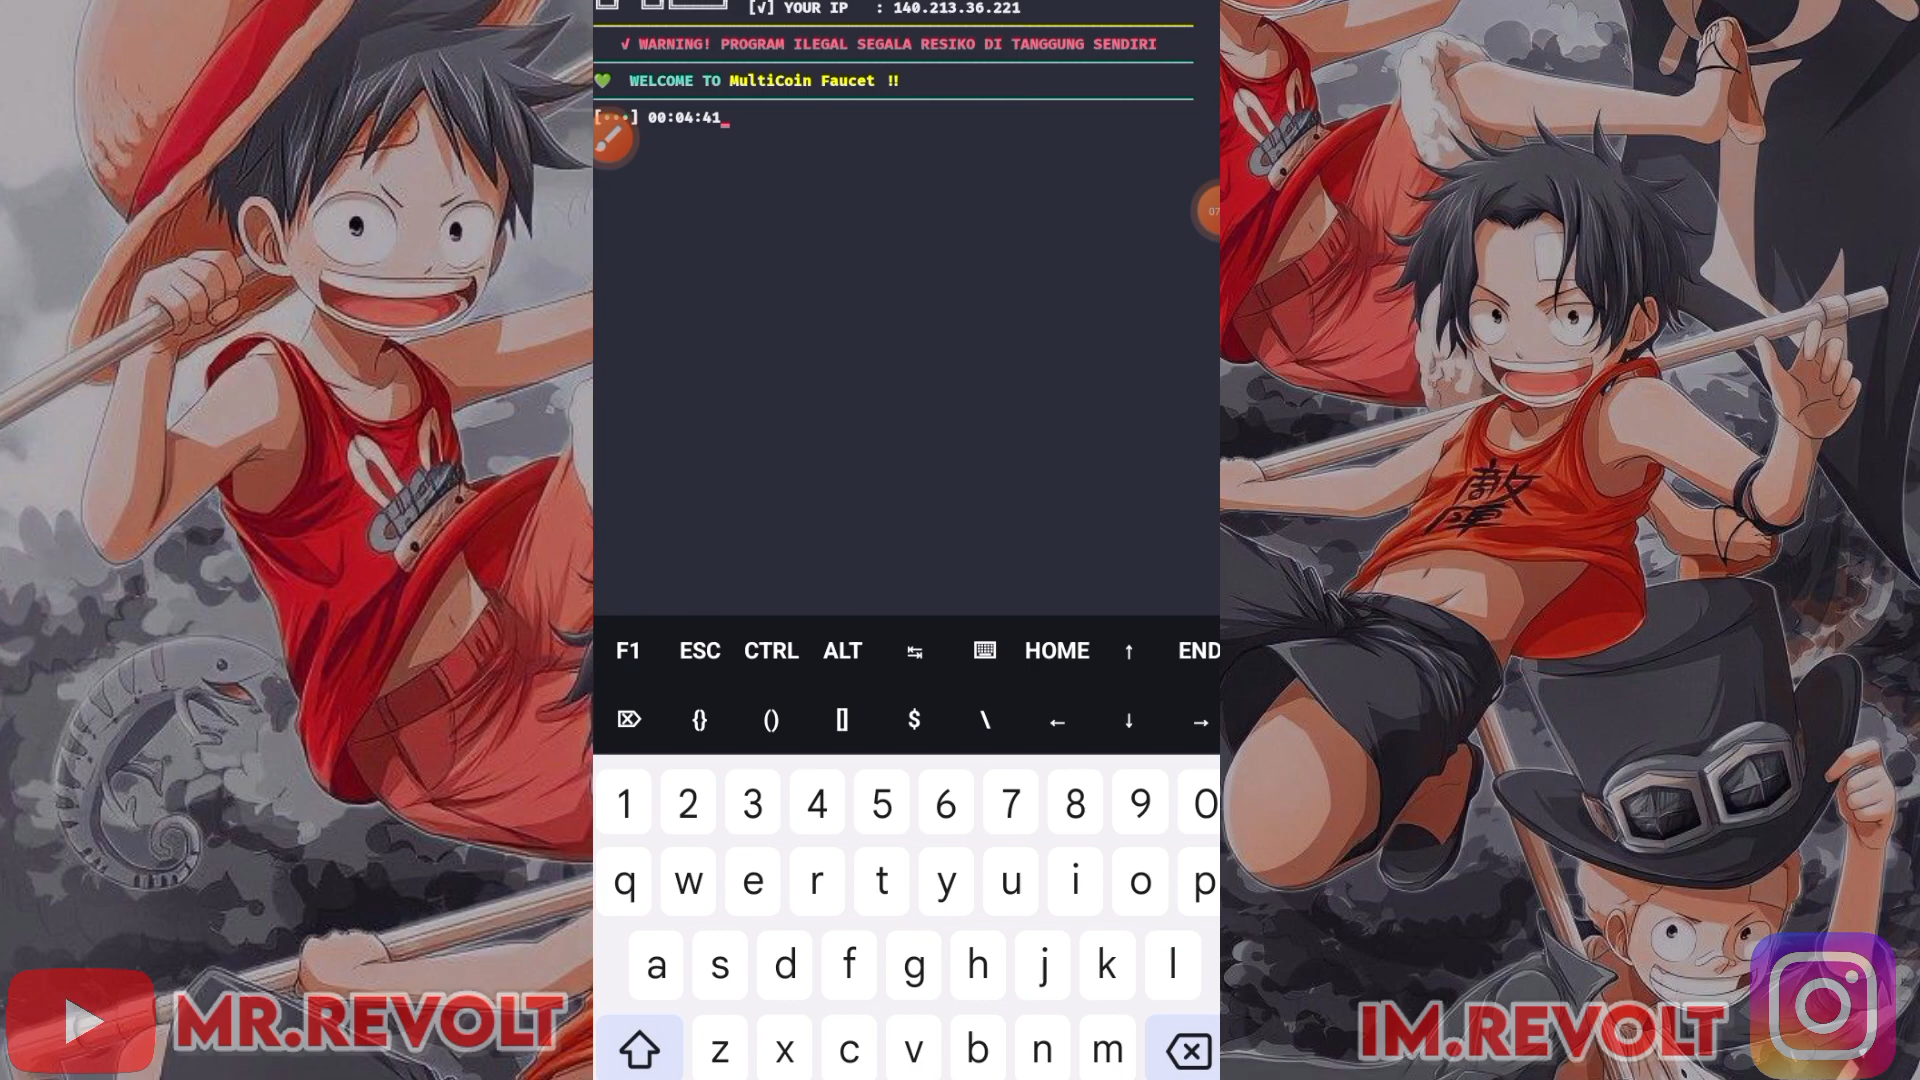 [√] YOUR IP : 140.213.36.221
√ WARNING! PROGRAM ILEGAL SEGALA RESIKO DI TANGGUNG SENDIRI
💚 WELCOME TO MultiCoin Faucet !!
[•••] 00:04:41_
07
F1 ESC CTRL ALT ↹ ⌨ HOME ↑ END
⌦ {} () [] $ \ ← ↓ →
1 2 3 4 5 6 7 8 9 0
q w e r t y u i o p
a s d f g h j k l
z x c v b n m
MR.REVOLT
IM.REVOLT